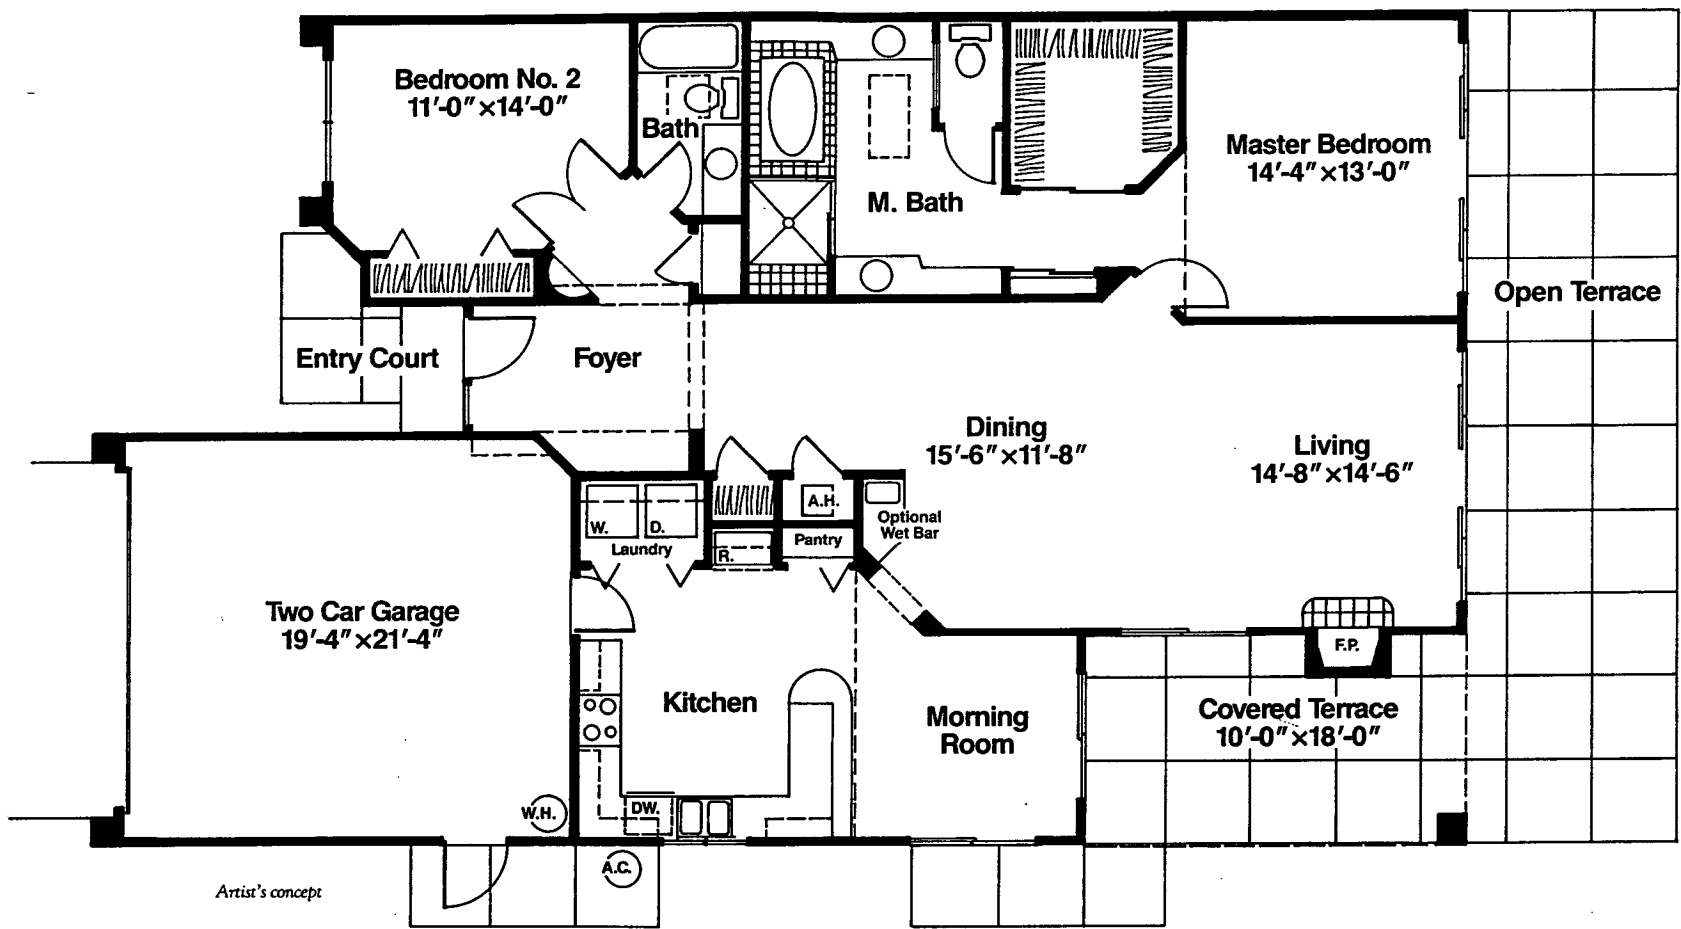 Bedroom No. 2
11′-0″×14′-0″
Bath
M. Bath
Master Bedroom
14′-4″×13′-0″
Open Terrace
Entry Court
Foyer
Dining
15′-6″×11′-8″
Living
14′-8″×14′-6″
A.H.
Optional
Wet Bar
W.
D.
Laundry
R.
Pantry
Two Car Garage
19′-4″×21′-4″
F.P.
Kitchen
Morning
Room
Covered Terrace
10′-0″×18′-0″
W.H.
DW.
A.C.
Artist's concept